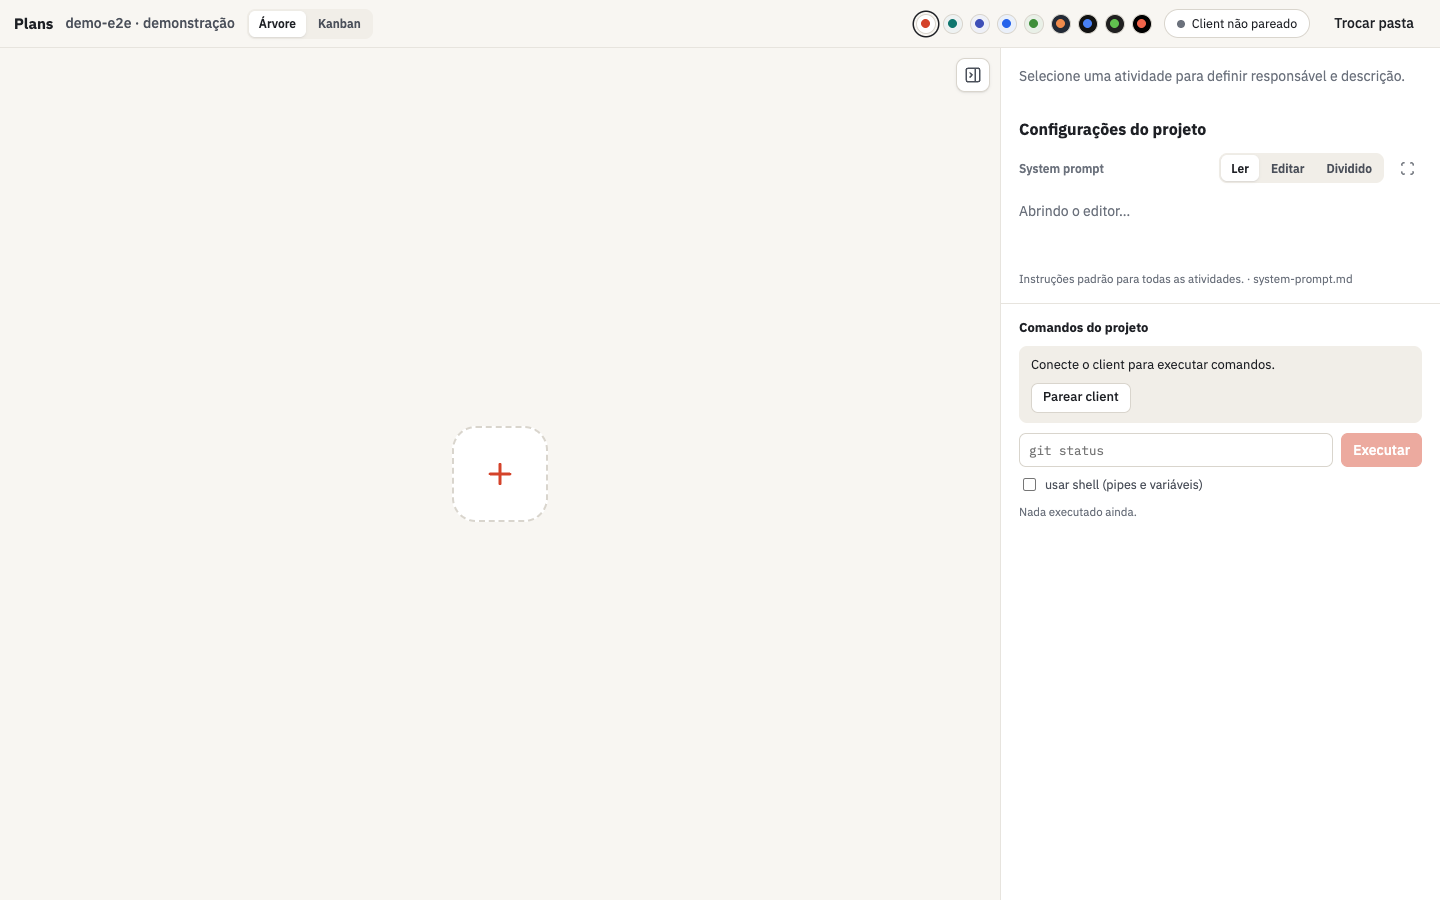 Plans
demo-e2e · demonstração
Árvore
Kanban
Client não pareado
Trocar pasta
Selecione uma atividade para definir responsável e descrição.
Configurações do projeto
System prompt
Ler
Editar
Dividido
Abrindo o editor...
Instruções padrão para todas as atividades. · system-prompt.md
Comandos do projeto
Conecte o client para executar comandos.
Parear client
git status
Executar
usar shell (pipes e variáveis)
Nada executado ainda.